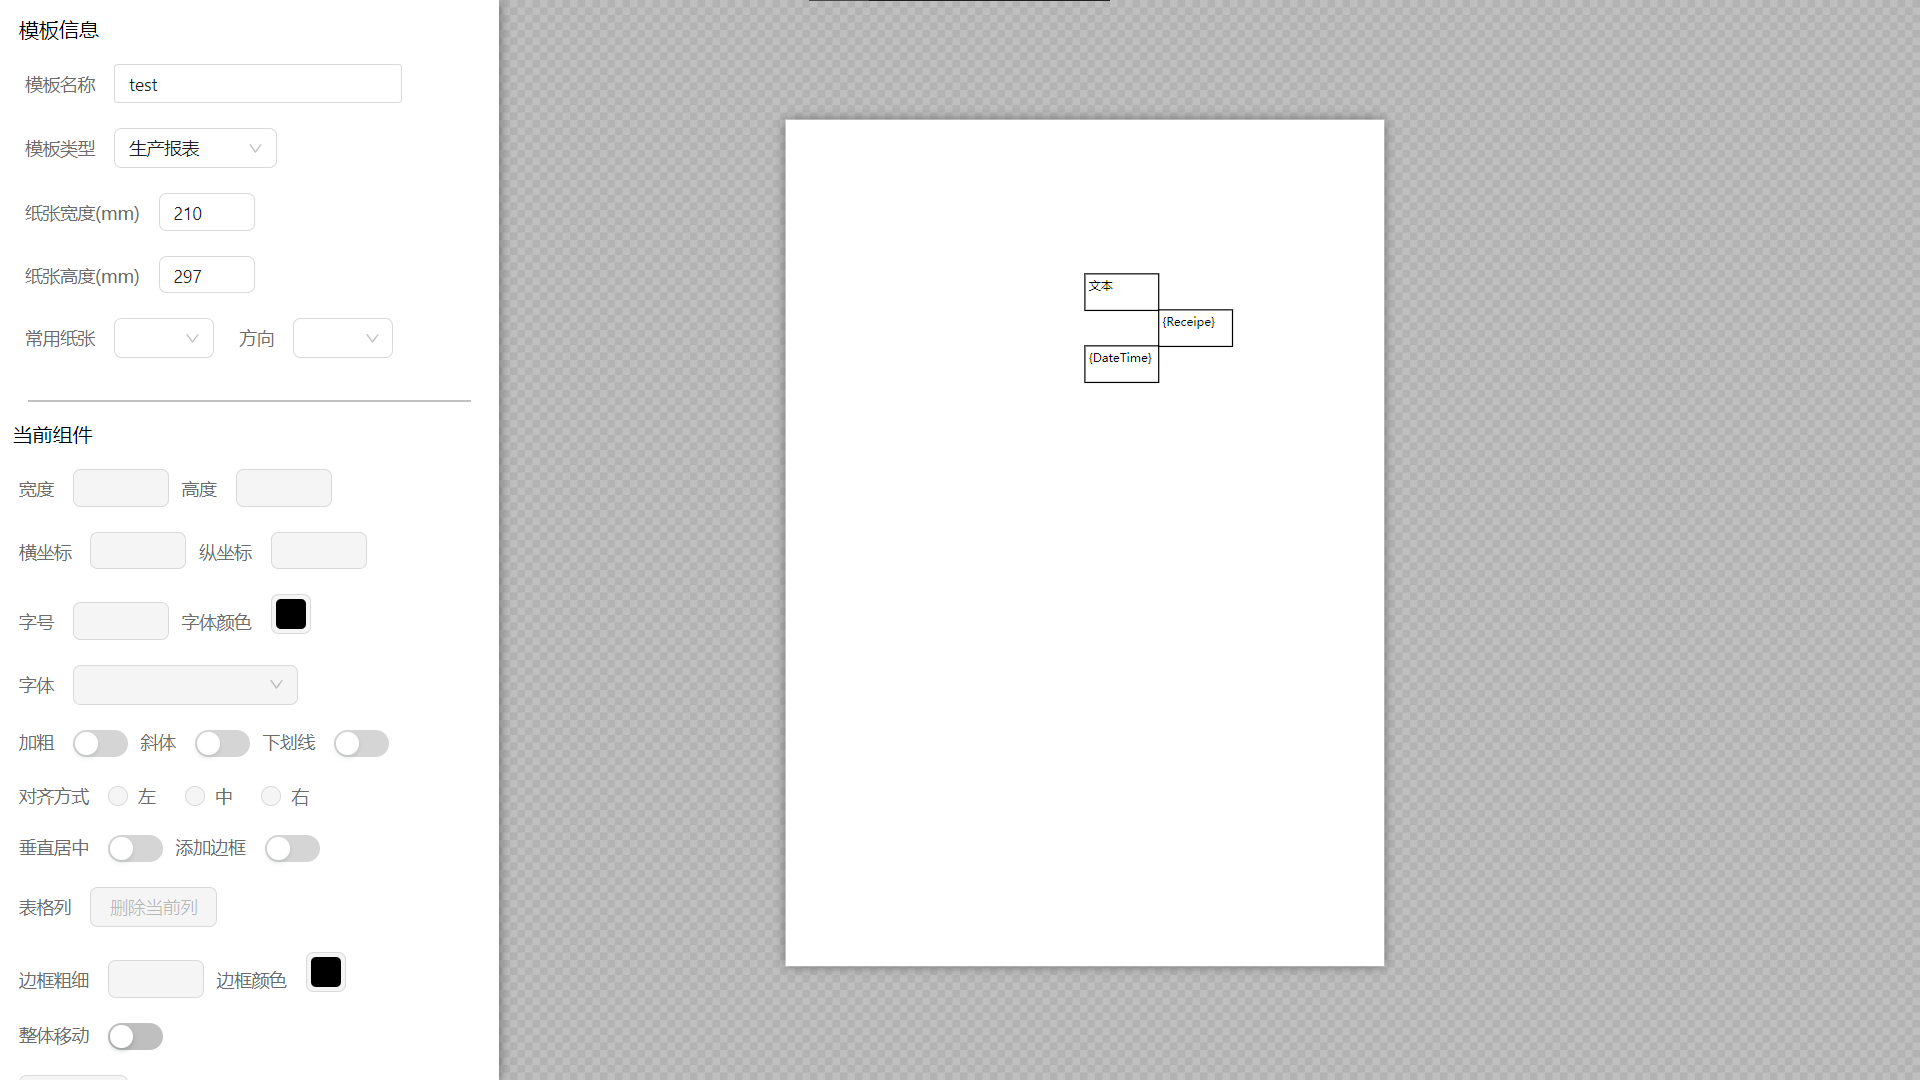 模板信息
模板名称 test
模板类型 生产报表
纸张宽度(mm) 210
纸张高度(mm) 297
常用纸张 方向
当前组件
宽度 高度
横坐标 纵坐标
字号 字体颜色
字体
加粗 斜体 下划线
对齐方式 左 中 右
垂直居中 添加边框
表格列 删除当前列
边框粗细 边框颜色
整体移动
文本
{Receipe}
{DateTime}